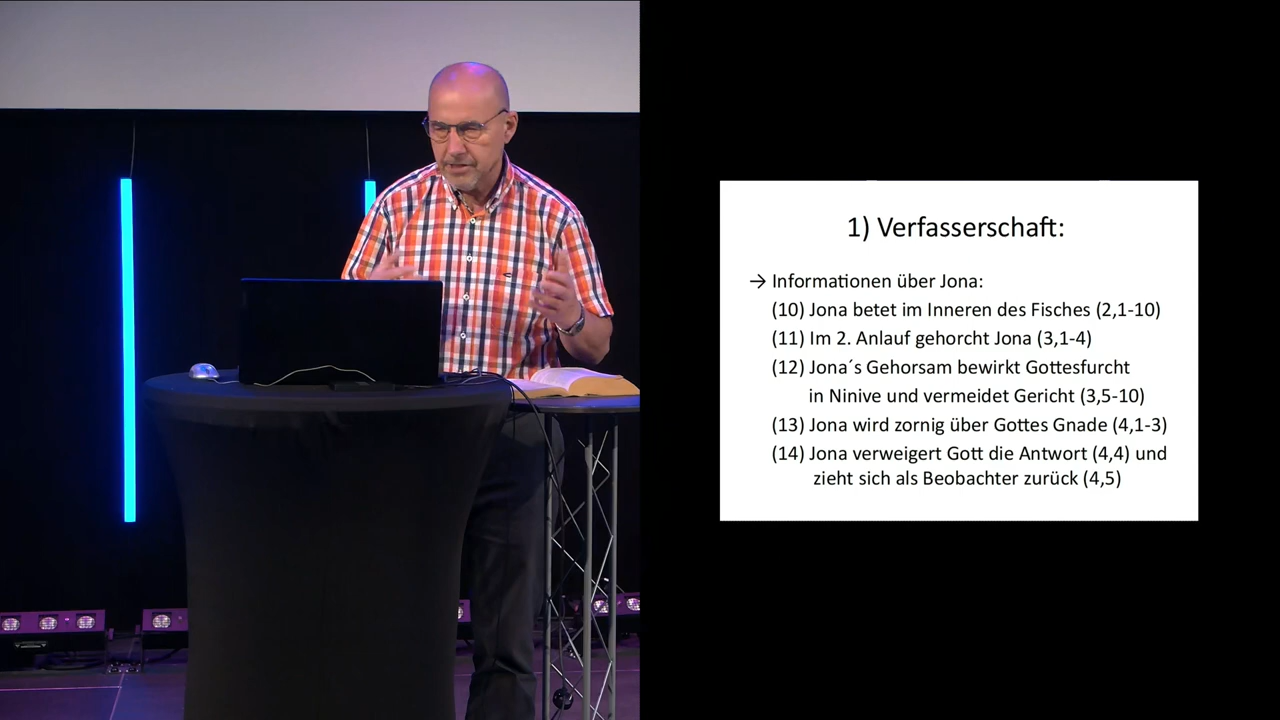 1) Verfasserschaft:
→ Informationen über Jona:
(10) Jona betet im Inneren des Fisches (2,1-10)
(11) Im 2. Anlauf gehorcht Jona (3,1-4)
(12) Jona´s Gehorsam bewirkt Gottesfurcht
in Ninive und vermeidet Gericht (3,5-10)
(13) Jona wird zornig über Gottes Gnade (4,1-3)
(14) Jona verweigert Gott die Antwort (4,4) und
zieht sich als Beobachter zurück (4,5)